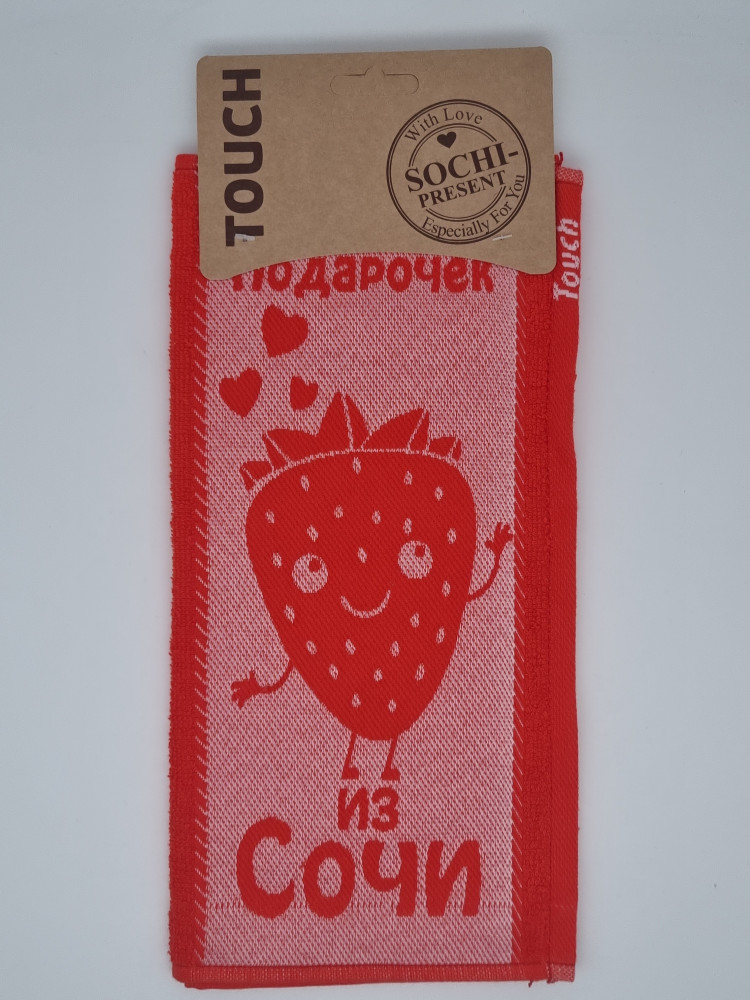 TOUCH
With Love
SOCHI-
PRESENT
Especially For You
Touch
Подарочек
из
Сочи